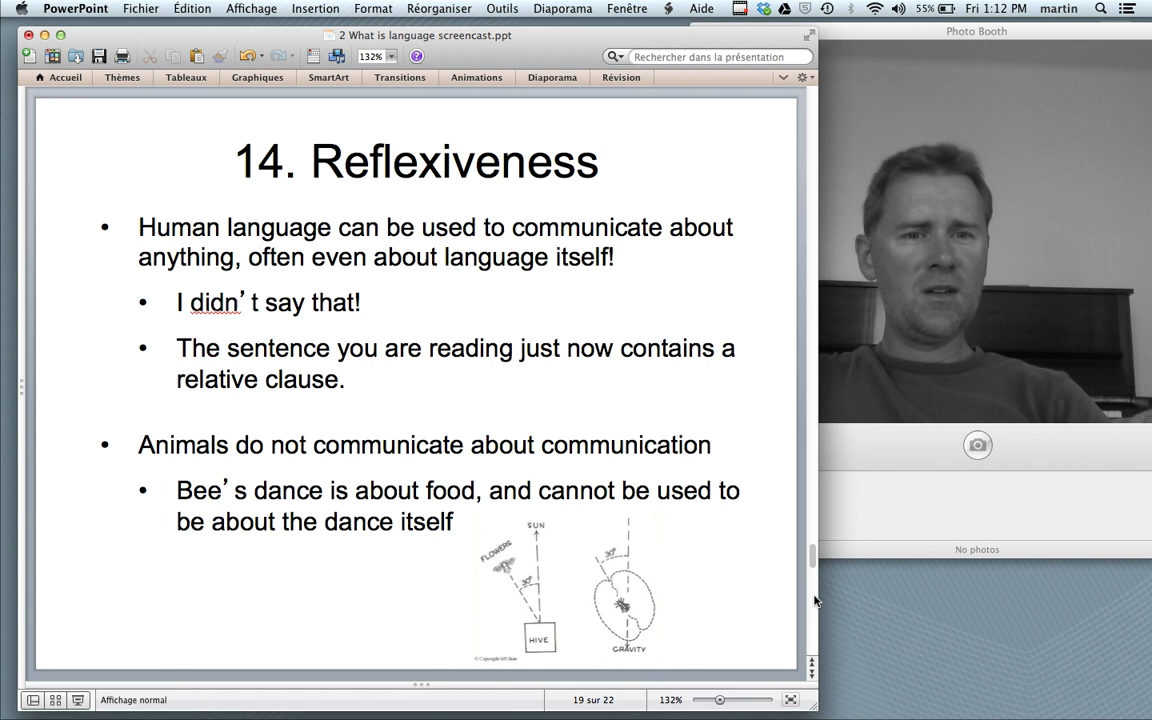 PowerPoint Fichier Édition Affichage Insertion Format Réorganiser Outils Diaporama Fenêtre Aide 55% Fri 1:12 PM martin
Photo Booth
2 What is language screencast.ppt
132% Rechercher dans la présentation
Accueil Thèmes Tableaux Graphiques SmartArt Transitions Animations Diaporama Révision
14. Reflexiveness
• Human language can be used to communicate about
anything, often even about language itself!
• I didn’t say that!
• The sentence you are reading just now contains a
relative clause.
• Animals do not communicate about communication
• Bee’s dance is about food, and cannot be used to
be about the dance itself
SUN
FLOWERS
30°
HIVE
30°
GRAVITY
No photos
Affichage normal 19 sur 22 132%